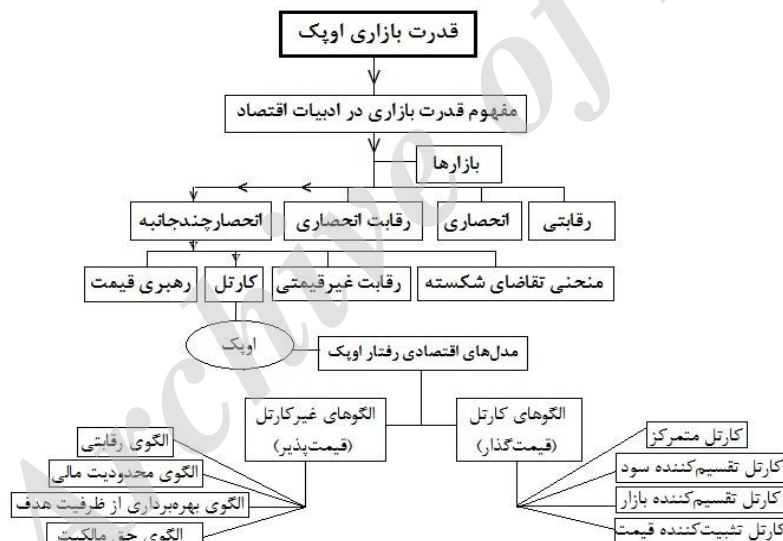 قدرت بازاری اوپک
مفهوم قدرت بازاری در ادبیات اقتصاد
بازارها
رقابتی
انحصاری
رقابت انحصاری
انحصارچندجانبه
منحنی تقاضای شکسته
رقابت غیرقیمتی
کارتل
رهبری قیمت
اوپک
مدل‌های اقتصادی رفتار اوپک
الگوهای کارتل
(قیمت‌گذار)
الگوهای غیرکارتل
(قیمت‌پذیر)
کارتل متمرکز
کارتل تقسیم‌کننده سود
کارتل تقسیم‌کننده بازار
کارتل تثبیت‌کننده قیمت
الگوی رقابتی
الگوی محدودیت مالی
الگوی بهره‌برداری از ظرفیت هدف
الگوی حق مالکیت
Archive of